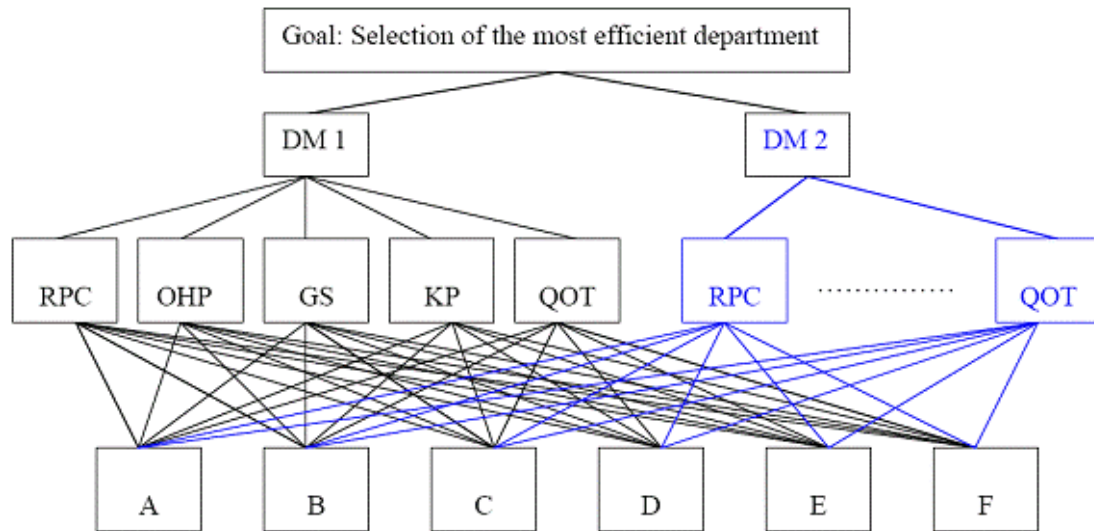 Goal: Selection of the most efficient department
DM 1
DM 2
RPC
OHP
GS
KP
QOT
RPC
....................
QOT
A
B
C
D
E
F